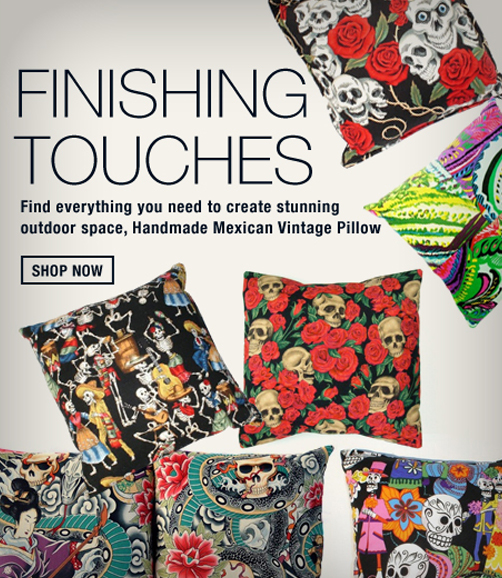 FINISHING
TOUCHES
Find everything you need to create stunning
outdoor space, Handmade Mexican Vintage Pillow
SHOP NOW